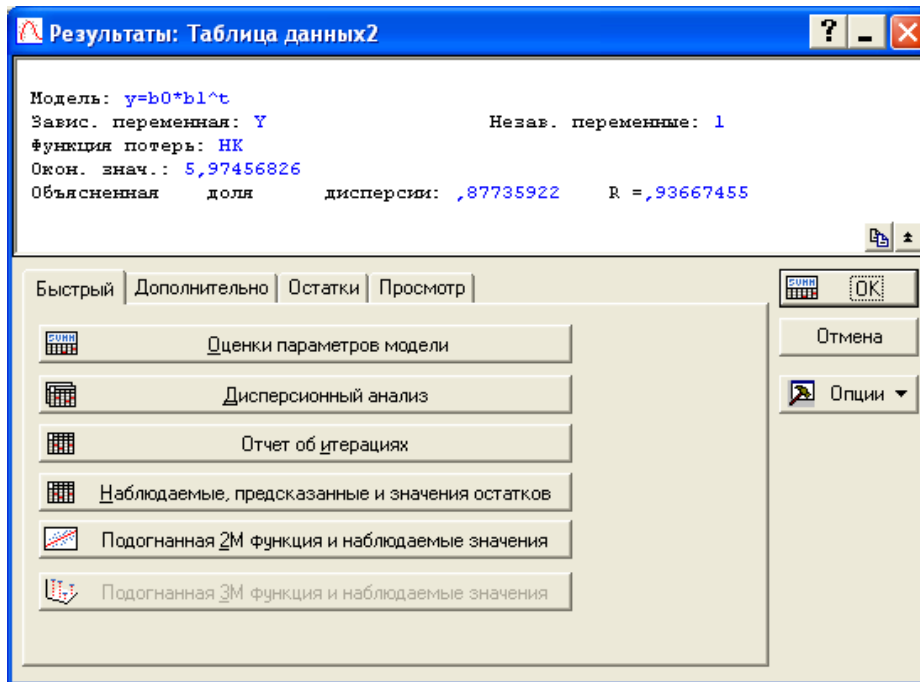 Результаты: Таблица данных2
Модель: y=b0*b1^t
Завис. переменная: Y Незав. переменные: 1
Функция потерь: НК
Окон. знач.: 5,97456826
Объясненная доля дисперсии: ,87735922 R =,93667455
Быстрый Дополнительно Остатки Просмотр
OK
Оценки параметров модели
Отмена
Дисперсионный анализ
Опции
Отчет об итерациях
Наблюдаемые, предсказанные и значения остатков
Подогнанная 2М функция и наблюдаемые значения
Подогнанная 3М функция и наблюдаемые значения